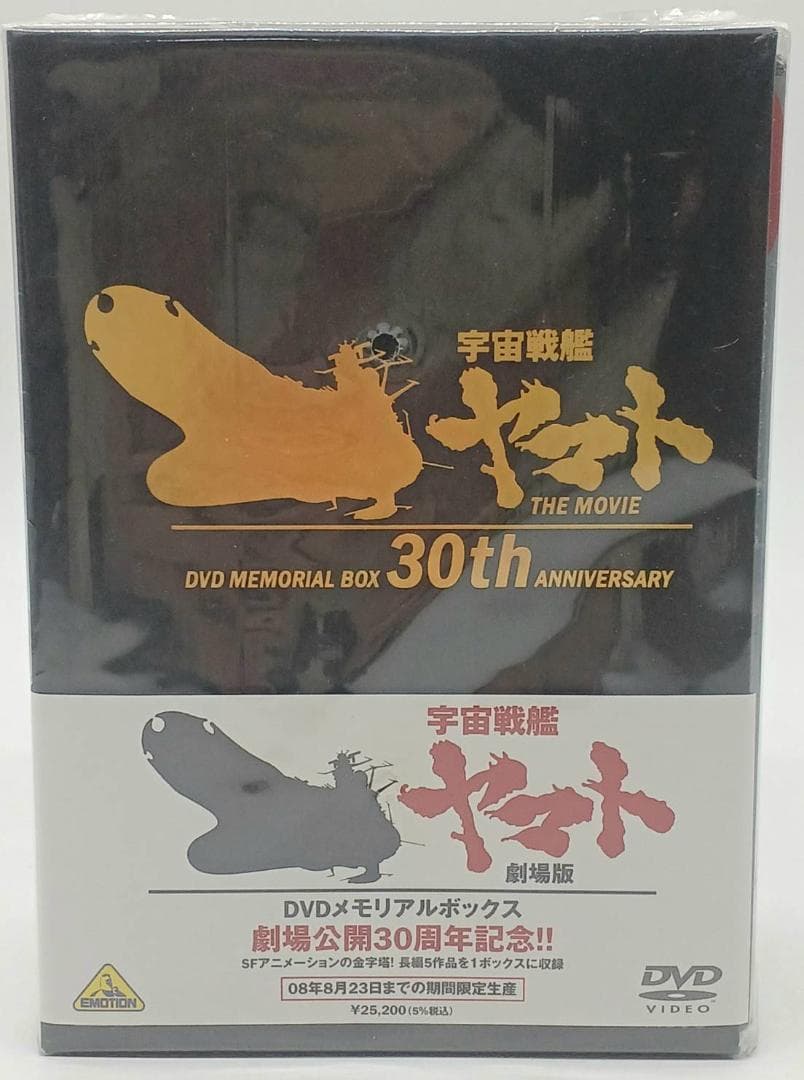 宇宙戦艦
ヤマト
THE MOVIE
DVD MEMORIAL BOX 30th ANNIVERSARY
宇宙戦艦
ヤマト
劇場版
DVDメモリアルボックス
劇場公開30周年記念!!
SFアニメーションの金字塔!長編5作品を1ボックスに収録
08年8月23日までの期間限定生産
¥25,200(5%税込)
EMOTION
DVD
VIDEO